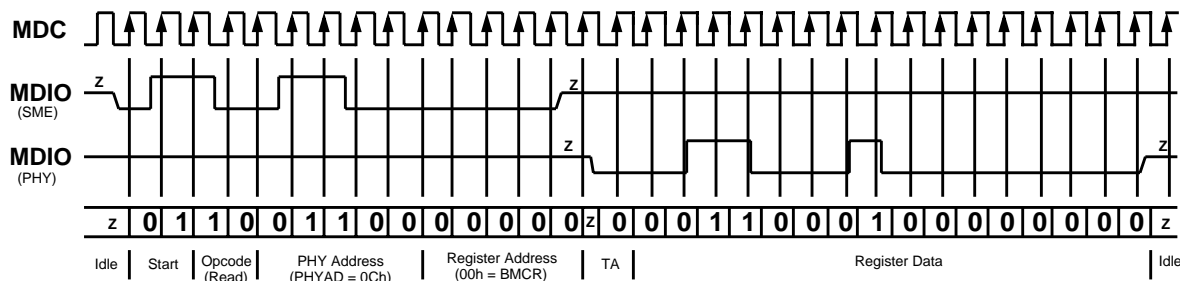 MDC
z
z
MDIO
(SME)
z
z
MDIO
(PHY)
z 0 1 1 0 0 1 1 0 0 0 0 0 0 0 z 0 0 0 1 1 0 0 0 1 0 0 0 0 0 0 0 0 z
Idle Start Opcode PHY Address Register Address TA Register Data Idle
(Read) (PHYAD = 0Ch) (00h = BMCR)